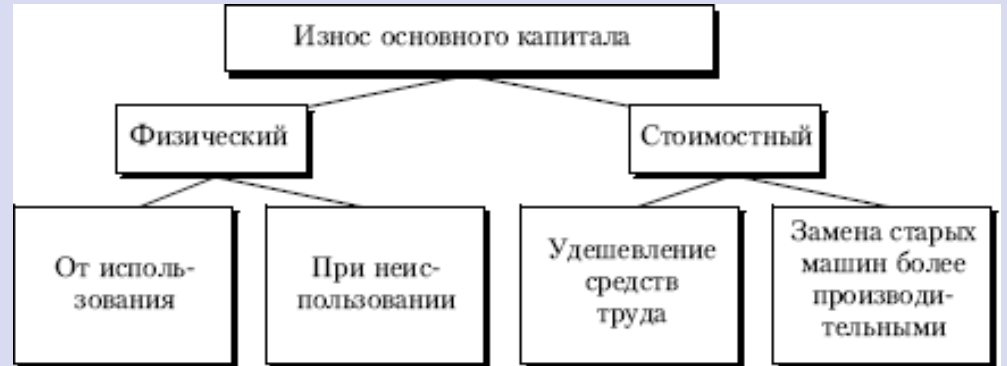 Износ основного капитала
Физический
Стоимостный
От исполь-
зования
При неис-
пользовании
Удешевление
средств
труда
Замена старых
машин более
производи-
тельными